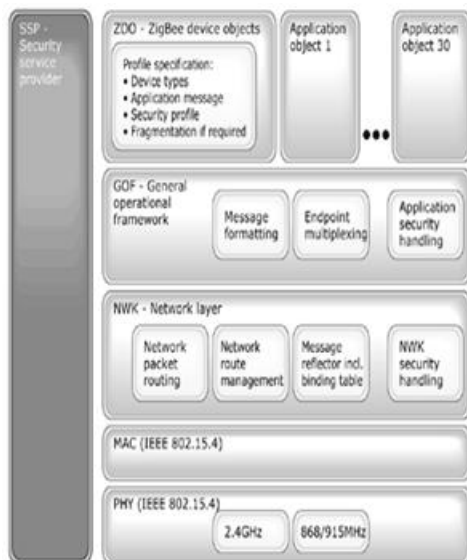 SSP -
Security
service
provider
ZDO - ZigBee device objects
Profile specification:
• Device types
• Application message
• Security profile
• Fragmentation if required
Application
object 1
•••
Application
object 30
GOF - General
operational
framework
Message
formatting
Endpoint
multiplexing
Application
security
handling
NWK - Network layer
Network
packet
routing
Network
route
management
Message
reflector incl.
binding table
NWK
security
handling
MAC (IEEE 802.15.4)
PHY (IEEE 802.15.4)
2.4GHz
868/915MHz